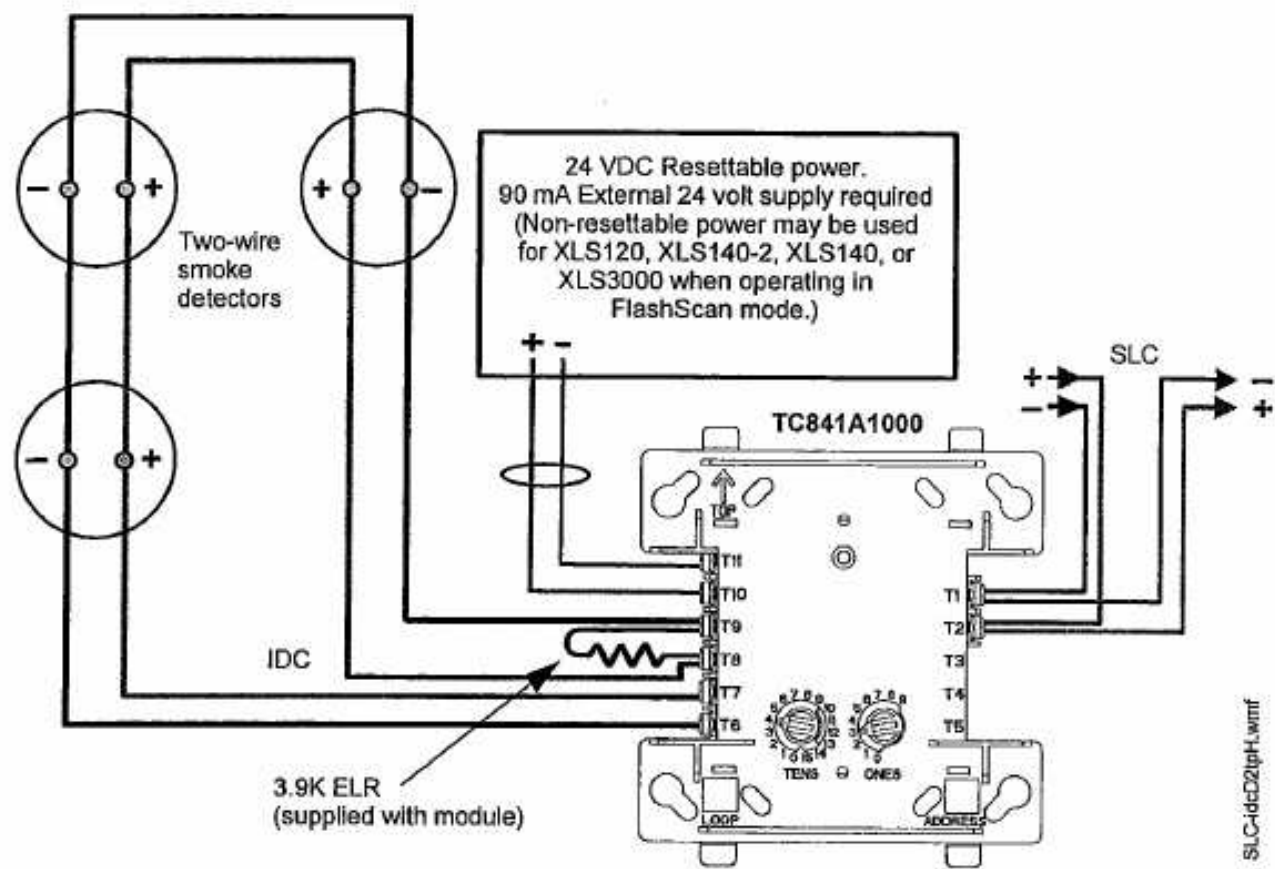 24 VDC Resettable power.
90 mA External 24 volt supply required
(Non-resettable power may be used
for XLS120, XLS140-2, XLS140, or
XLS3000 when operating in
FlashScan mode.)
+ -
- +
+ -
Two-wire
smoke
detectors
- +
SLC
+ -
- +
TC841A1000
TOP
T11
T10
T9
T8
T7
T6
T1
T2
T3
T4
T5
IDC
3.9K ELR
(supplied with module)
TENS
ONES
LOOP
ADDRESS
SLC-idcD2tpH.wmf